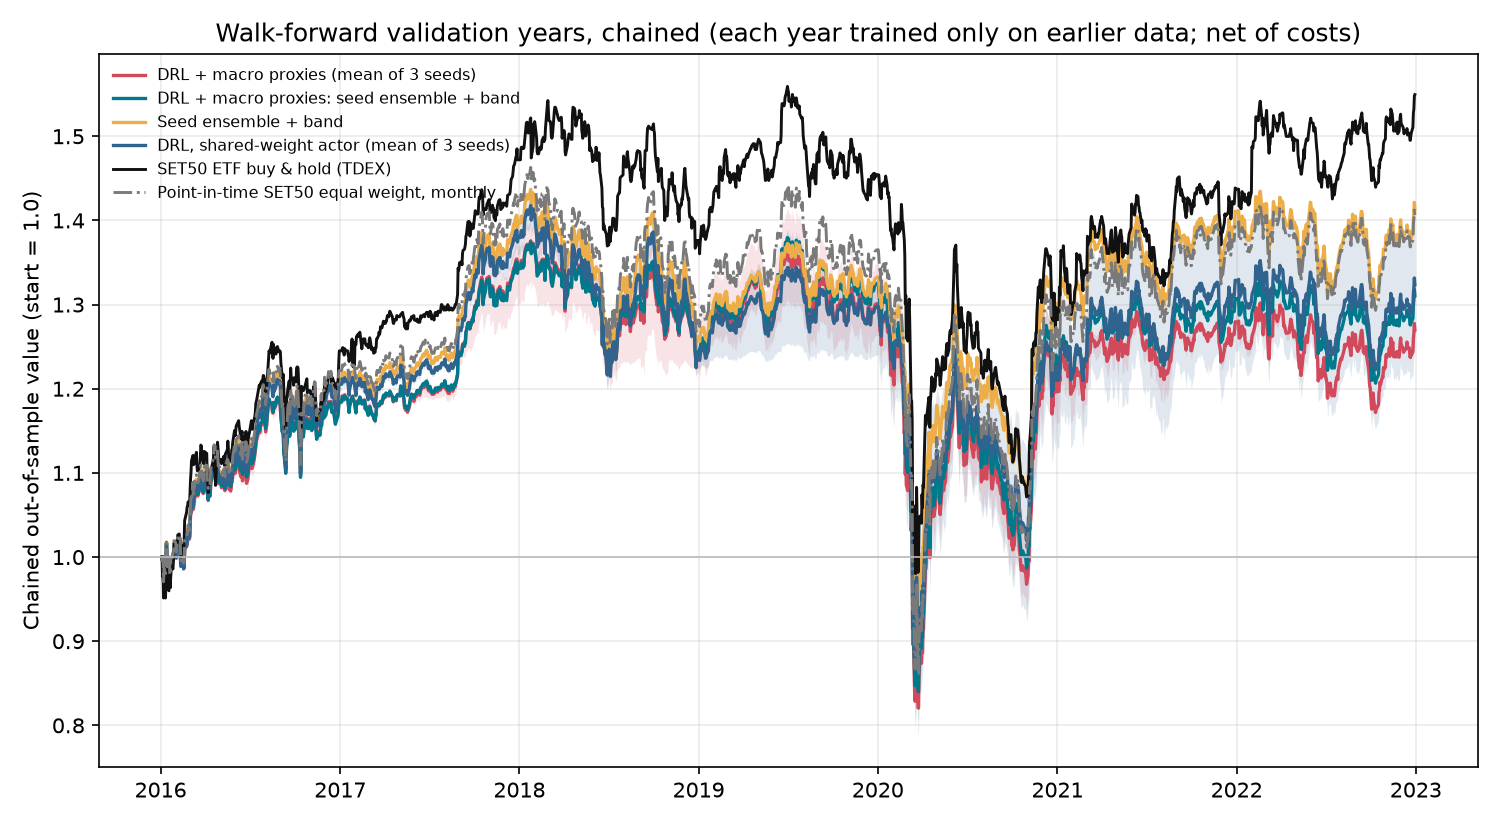 Walk-forward validation years, chained (each year trained only on earlier data; net of costs)
DRL + macro proxies (mean of 3 seeds)
DRL + macro proxies: seed ensemble + band
Seed ensemble + band
DRL, shared-weight actor (mean of 3 seeds)
SET50 ETF buy & hold (TDEX)
Point-in-time SET50 equal weight, monthly
Chained out-of-sample value (start = 1.0)
1.5
1.4
1.3
1.2
1.1
1.0
0.9
0.8
2016 2017 2018 2019 2020 2021 2022 2023